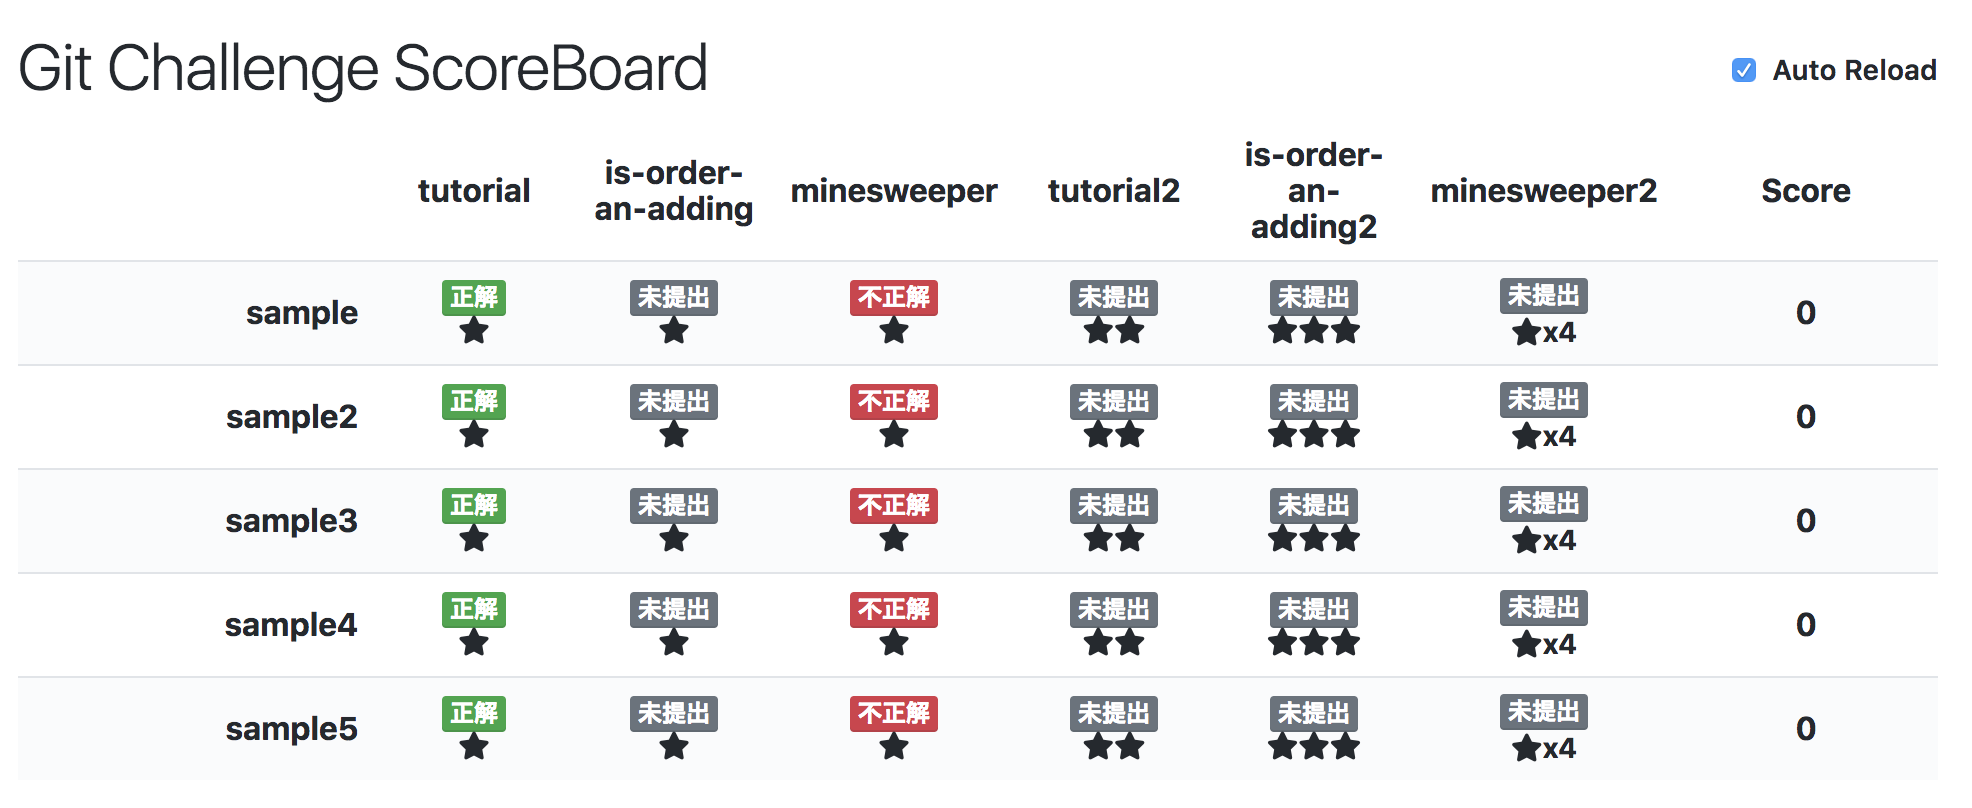 Git Challenge ScoreBoard
Auto Reload
tutorial
is-order-
an-adding
minesweeper
tutorial2
is-order-
an-
adding2
minesweeper2
Score
sample 正解 未提出 不正解 未提出 未提出 未提出 0
★ ★ ★ ★★ ★★★ ★x4
sample2 正解 未提出 不正解 未提出 未提出 未提出 0
★ ★ ★ ★★ ★★★ ★x4
sample3 正解 未提出 不正解 未提出 未提出 未提出 0
★ ★ ★ ★★ ★★★ ★x4
sample4 正解 未提出 不正解 未提出 未提出 未提出 0
★ ★ ★ ★★ ★★★ ★x4
sample5 正解 未提出 不正解 未提出 未提出 未提出 0
★ ★ ★ ★★ ★★★ ★x4